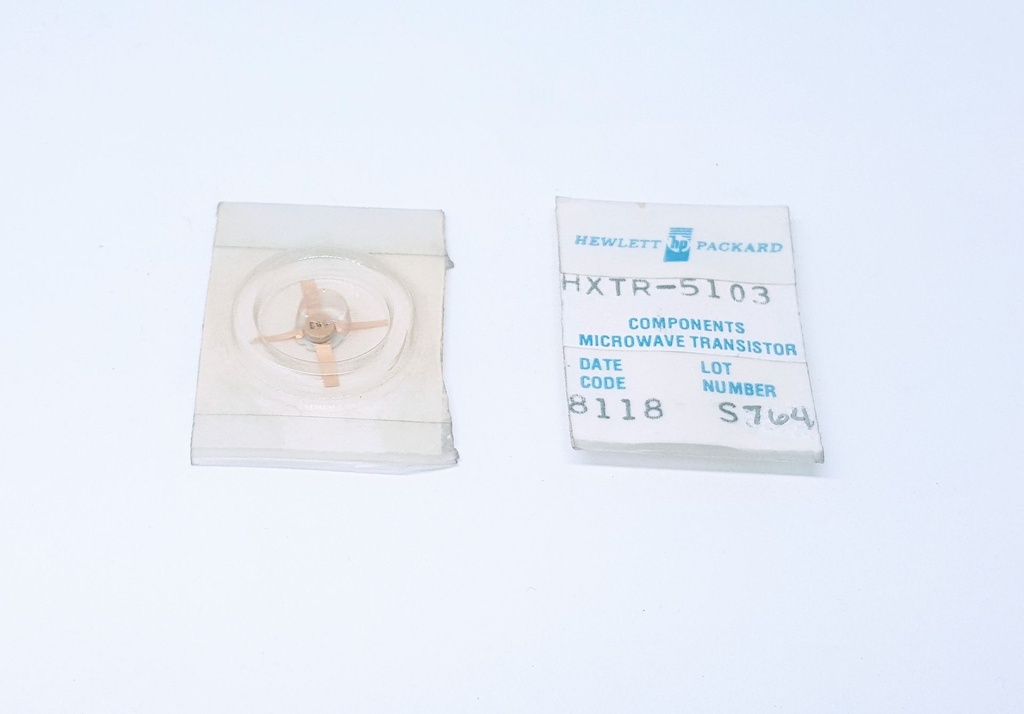 HEWLETT hp PACKARD
HXTR-5103
COMPONENTS
MICROWAVE TRANSISTOR
DATE CODE
LOT NUMBER
8118 S764